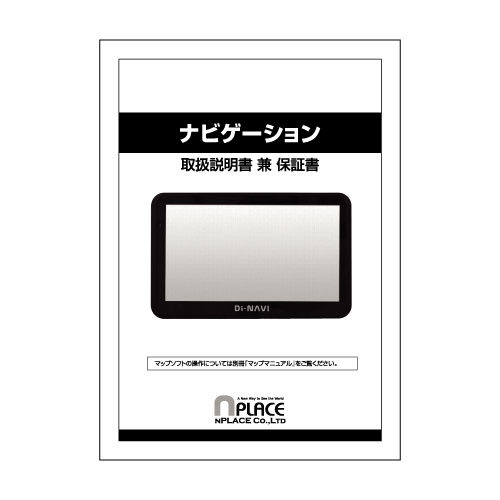 ナビゲーション
取扱説明書 兼 保証書
Di-NAVI
マップソフトの操作については別冊「マップマニュアル」をご覧ください。
A New Way to See the World
nPLACE
NPLACE Co.,LTD